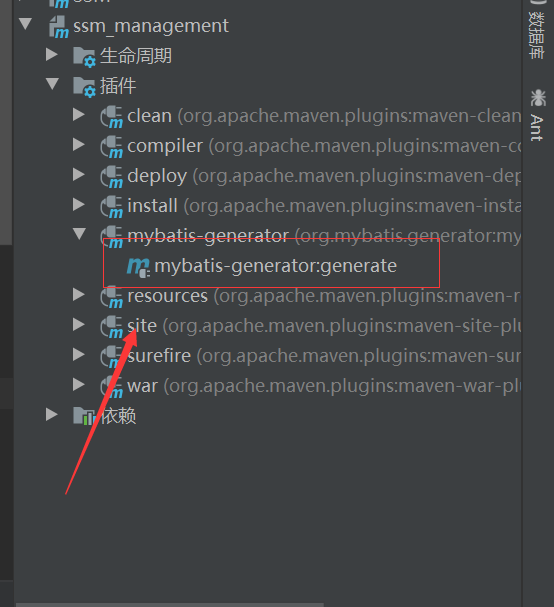 ssm_management
生命周期
插件
clean (org.apache.maven.plugins:maven-clean
compiler (org.apache.maven.plugins:maven-co
deploy (org.apache.maven.plugins:maven-dep
install (org.apache.maven.plugins:maven-insta
mybatis-generator (org.mybatis.generator:my
mybatis-generator:generate
resources (org.apache.maven.plugins:maven-r
site (org.apache.maven.plugins:maven-site-plu
surefire (org.apache.maven.plugins:maven-sur
war (org.apache.maven.plugins:maven-war-plu
依赖
数据库
Ant